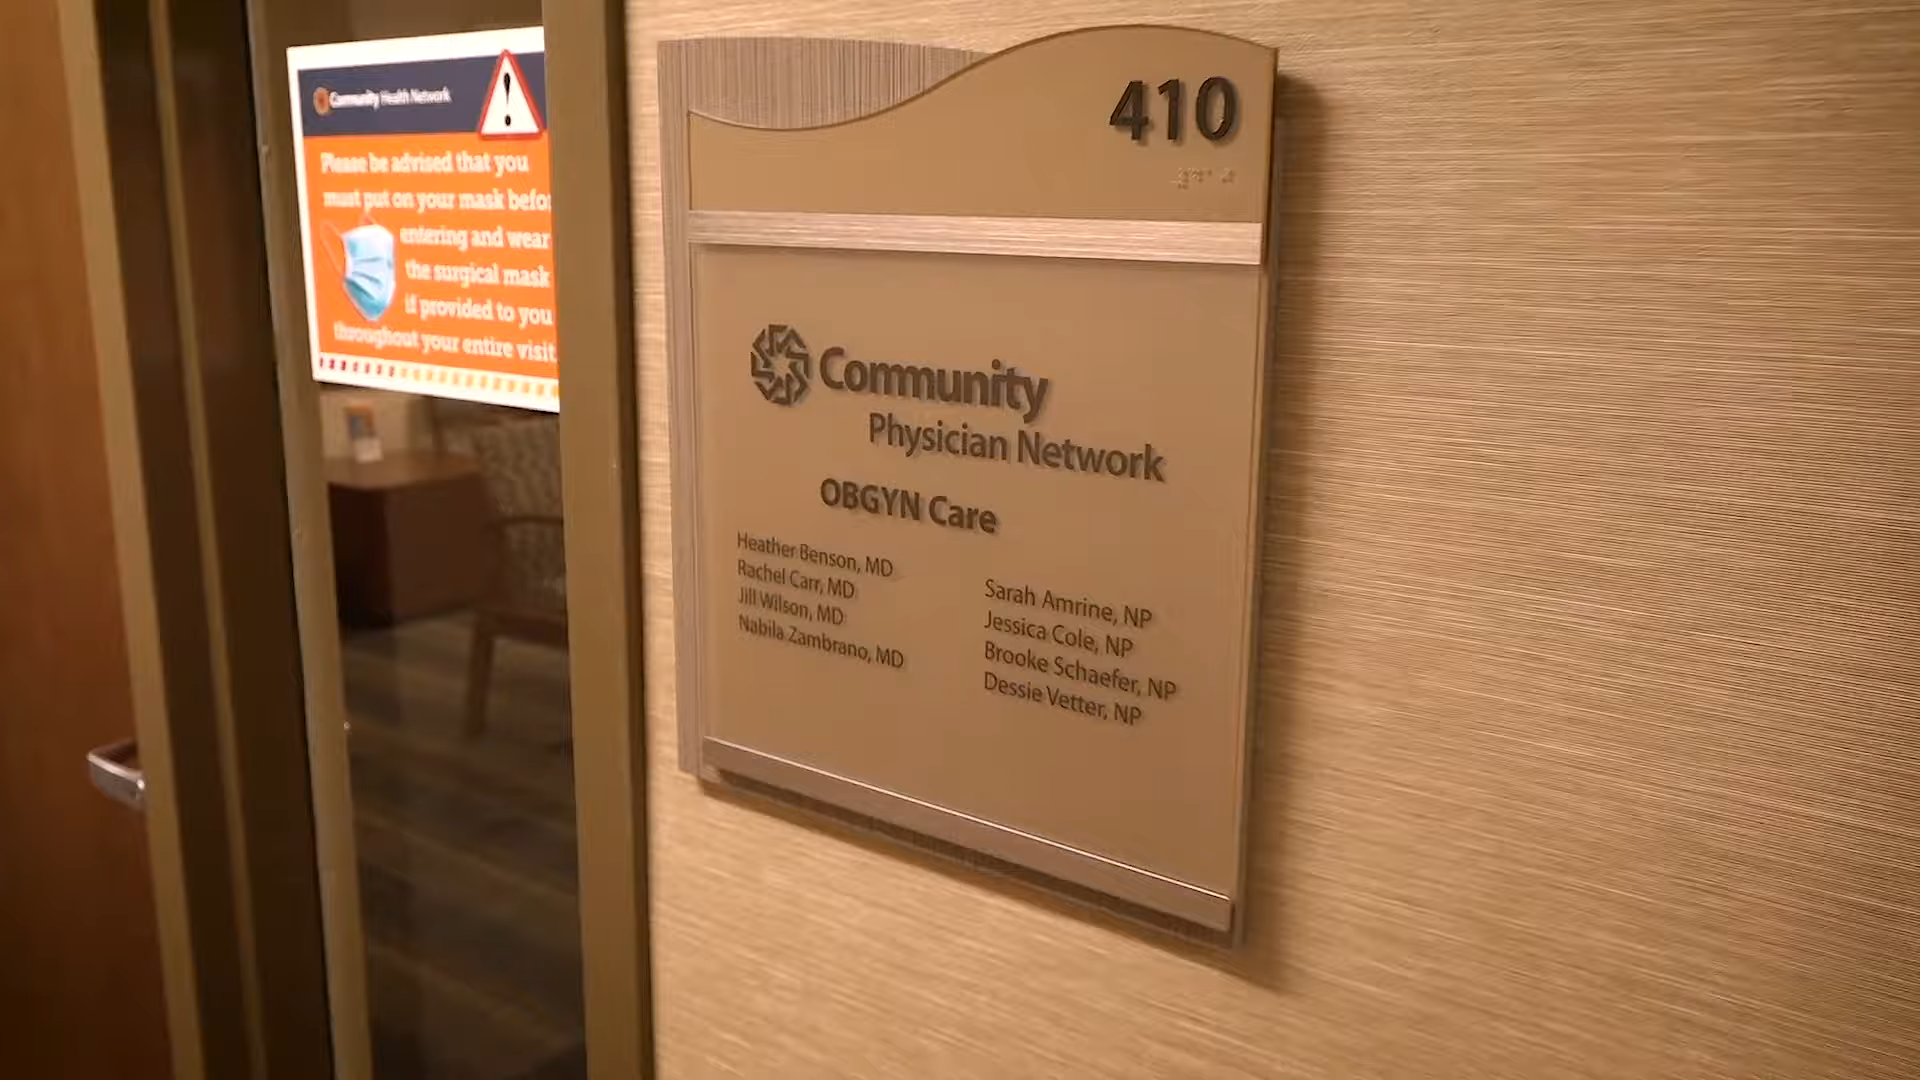 Community Health Network
Please be advised that you
must put on your mask befo
entering and wear
the surgical mask
if provided to you
throughout your entire visit.
410
Community
Physician Network
OBGYN Care
Heather Benson, MD
Rachel Carr, MD
Jill Wilson, MD
Nabila Zambrano, MD
Sarah Amrine, NP
Jessica Cole, NP
Brooke Schaefer, NP
Dessie Vetter, NP